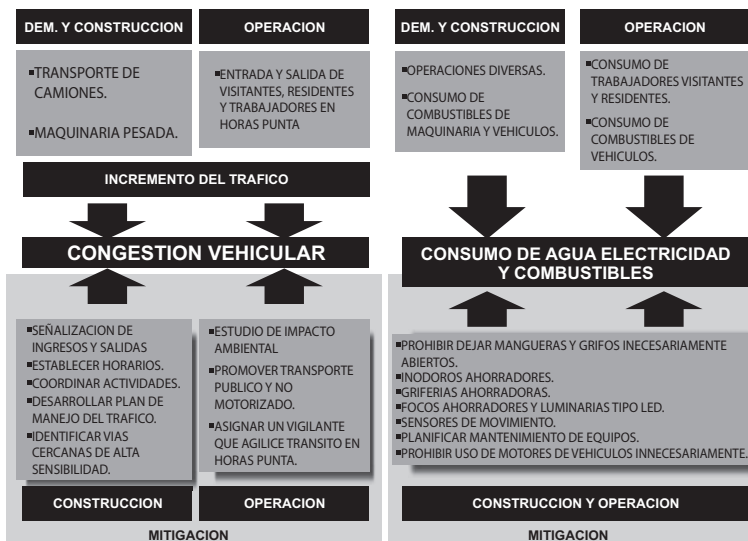 DEM. Y CONSTRUCCION
OPERACION
▪TRANSPORTE DE
CAMIONES.
▪MAQUINARIA PESADA.
▪ENTRADA Y SALIDA DE
VISITANTES, RESIDENTES
Y TRABAJADORES EN
HORAS PUNTA
INCREMENTO DEL TRAFICO
CONGESTION VEHICULAR
▪SEÑALIZACION DE
INGRESOS Y SALIDAS
▪ESTABLECER HORARIOS.
▪COORDINAR ACTIVIDADES.
▪DESARROLLAR PLAN DE
MANEJO DEL TRAFICO.
▪IDENTIFICAR VIAS
CERCANAS DE ALTA
SENSIBILIDAD.
▪ESTUDIO DE IMPACTO
AMBIENTAL
▪PROMOVER TRANSPORTE
PUBLICO Y NO
MOTORIZADO.
▪ASIGNAR UN VIGILANTE
QUE AGILICE TRANSITO EN
HORAS PUNTA.
CONSTRUCCION
OPERACION
MITIGACION
DEM. Y CONSTRUCCION
OPERACION
▪OPERACIONES DIVERSAS.
▪CONSUMO DE
COMBUSTIBLES DE
MAQUINARIA Y VEHICULOS.
▪CONSUMO DE
TRABAJADORES VISITANTES
Y RESIDENTES.
▪CONSUMO DE
COMBUSTIBLES DE
VEHICULOS.
CONSUMO DE AGUA ELECTRICIDAD
Y COMBUSTIBLES
▪PROHIBIR DEJAR MANGUERAS Y GRIFOS INECESARIAMENTE
ABIERTOS.
▪INODOROS AHORRADORES.
▪GRIFERIAS AHORRADORAS.
▪FOCOS AHORRADORES Y LUMINARIAS TIPO LED.
▪SENSORES DE MOVIMIENTO.
▪PLANIFICAR MANTENIMIENTO DE EQUIPOS.
▪PROHIBIR USO DE MOTORES DE VEHICULOS INNECESARIAMENTE.
CONSTRUCCION Y OPERACION
MITIGACION